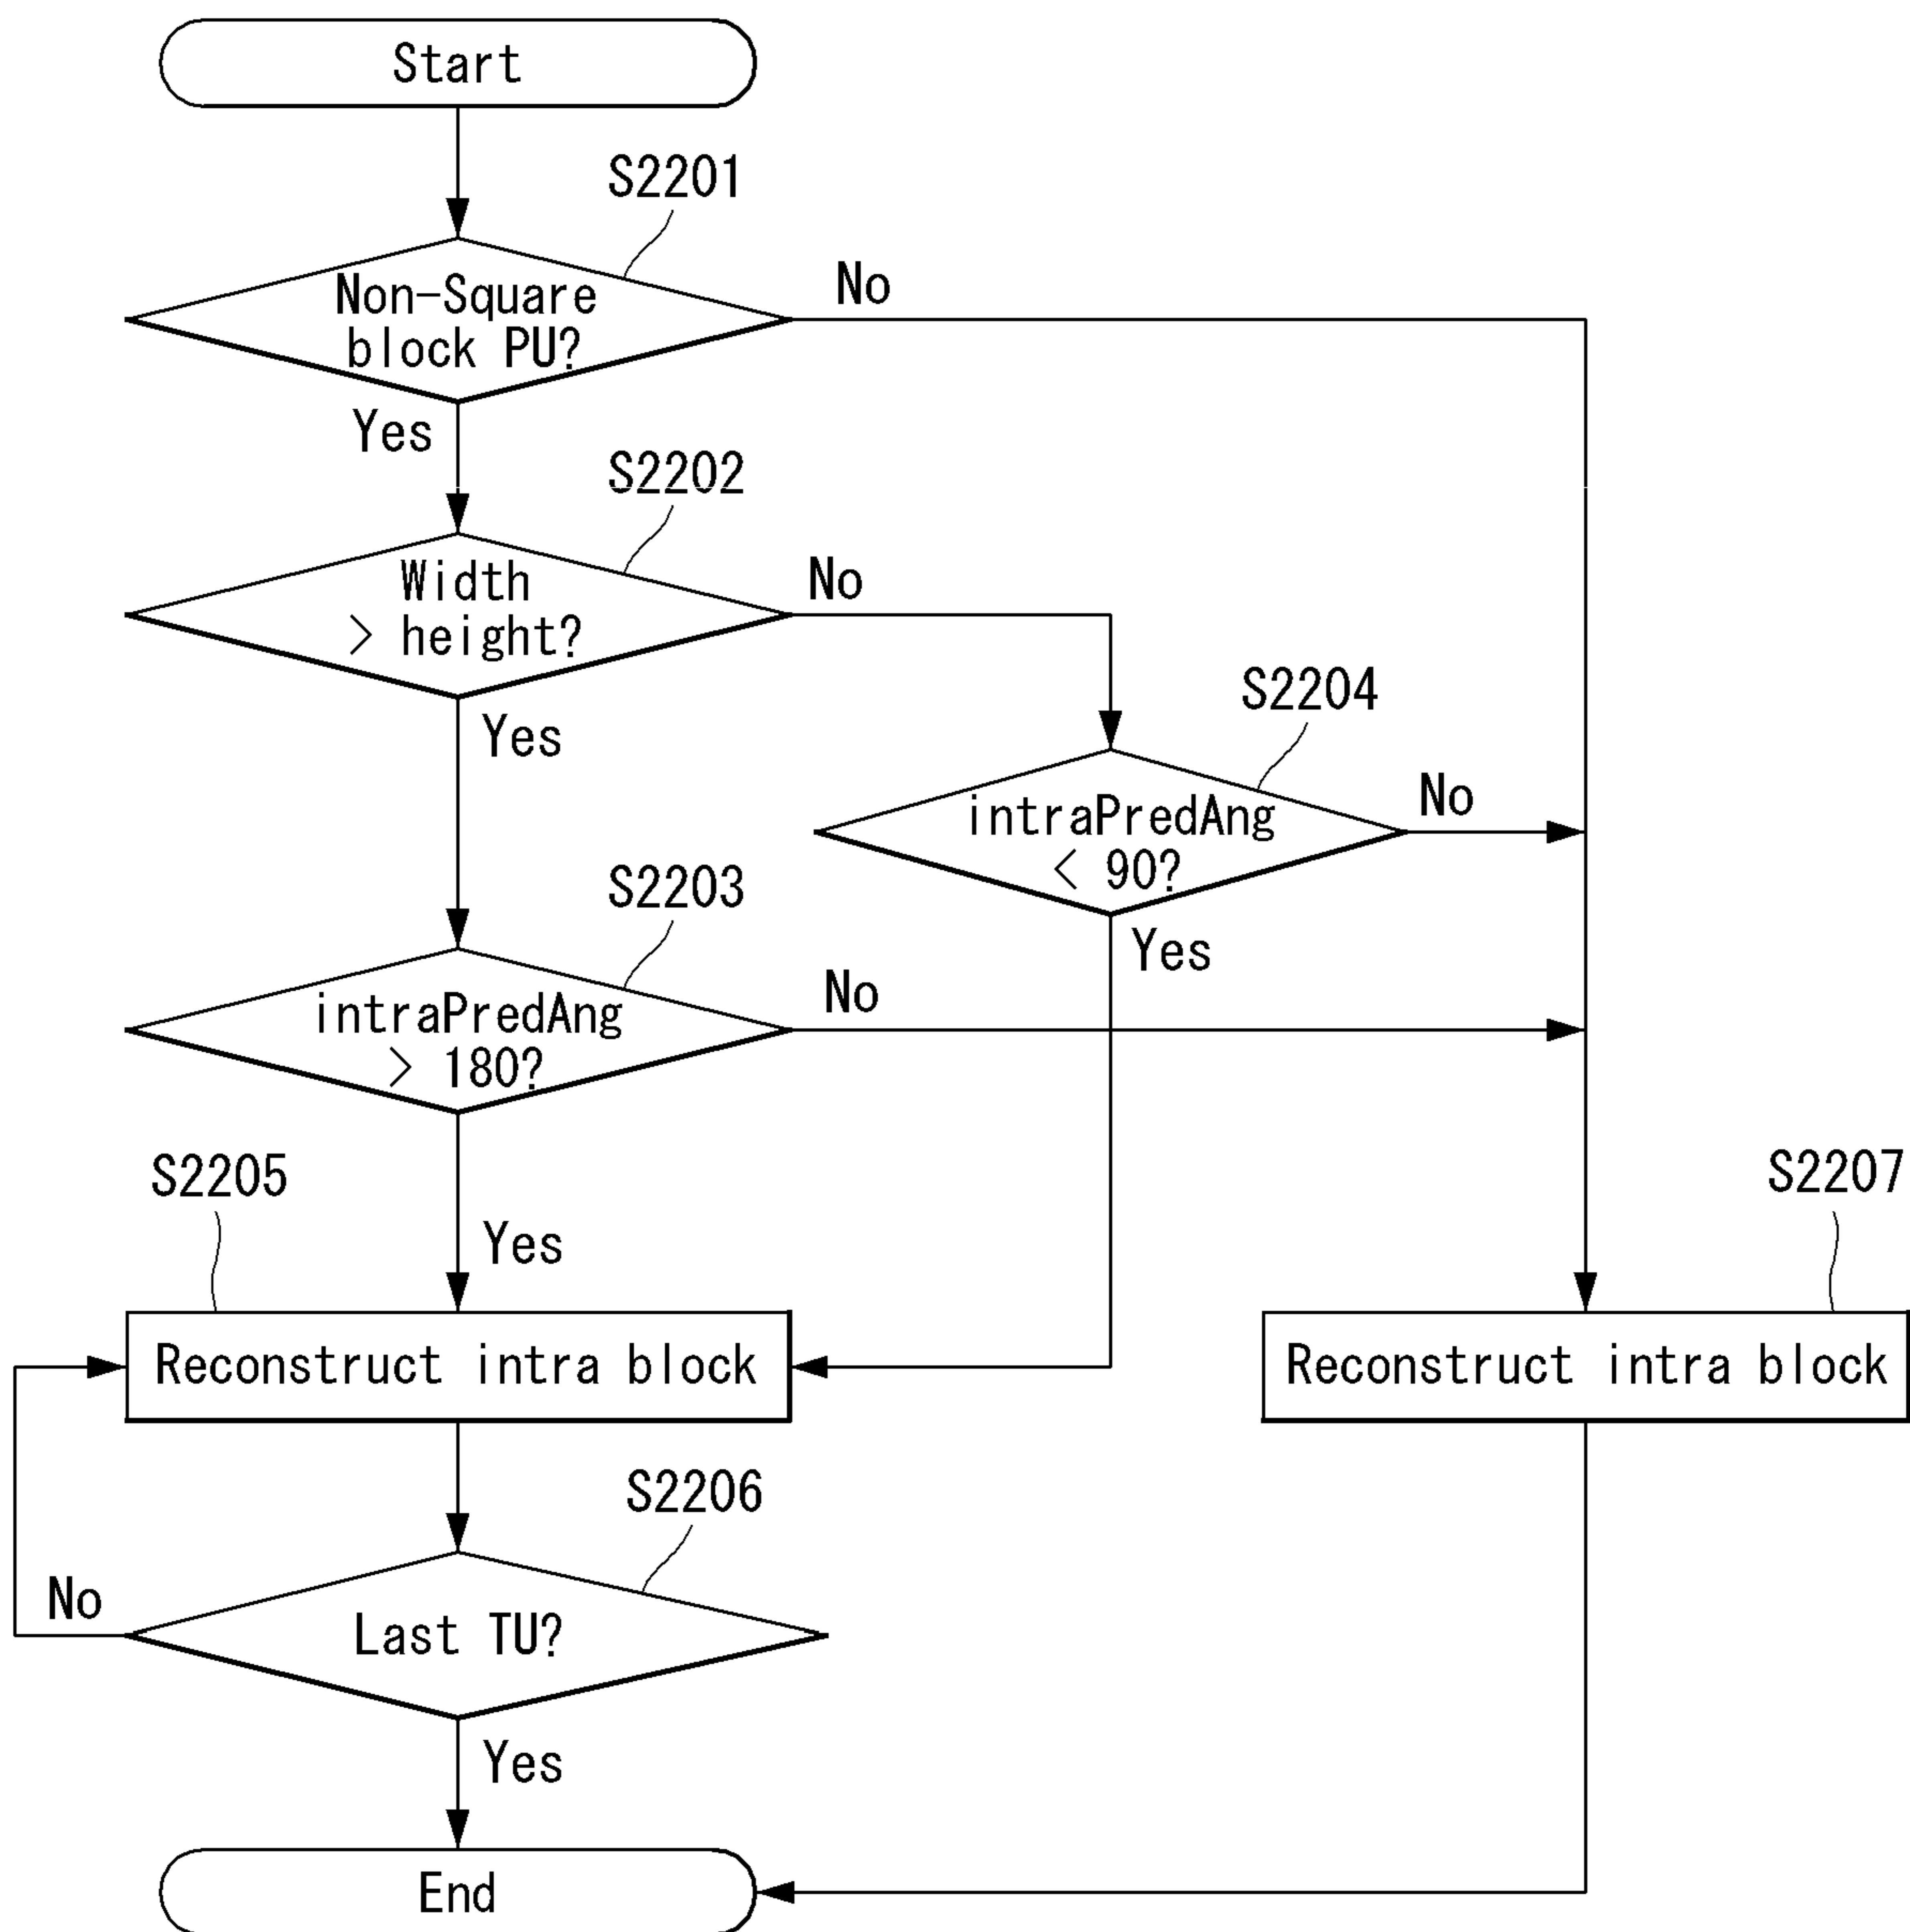 Start
S2201
Non-Square
block PU?
No
Yes
S2202
Width
> height?
No
Yes
S2204
intraPredAng
< 90?
No
Yes
S2203
intraPredAng
> 180?
No
Yes
S2205
Reconstruct intra block
S2207
Reconstruct intra block
S2206
Last TU?
No
Yes
End